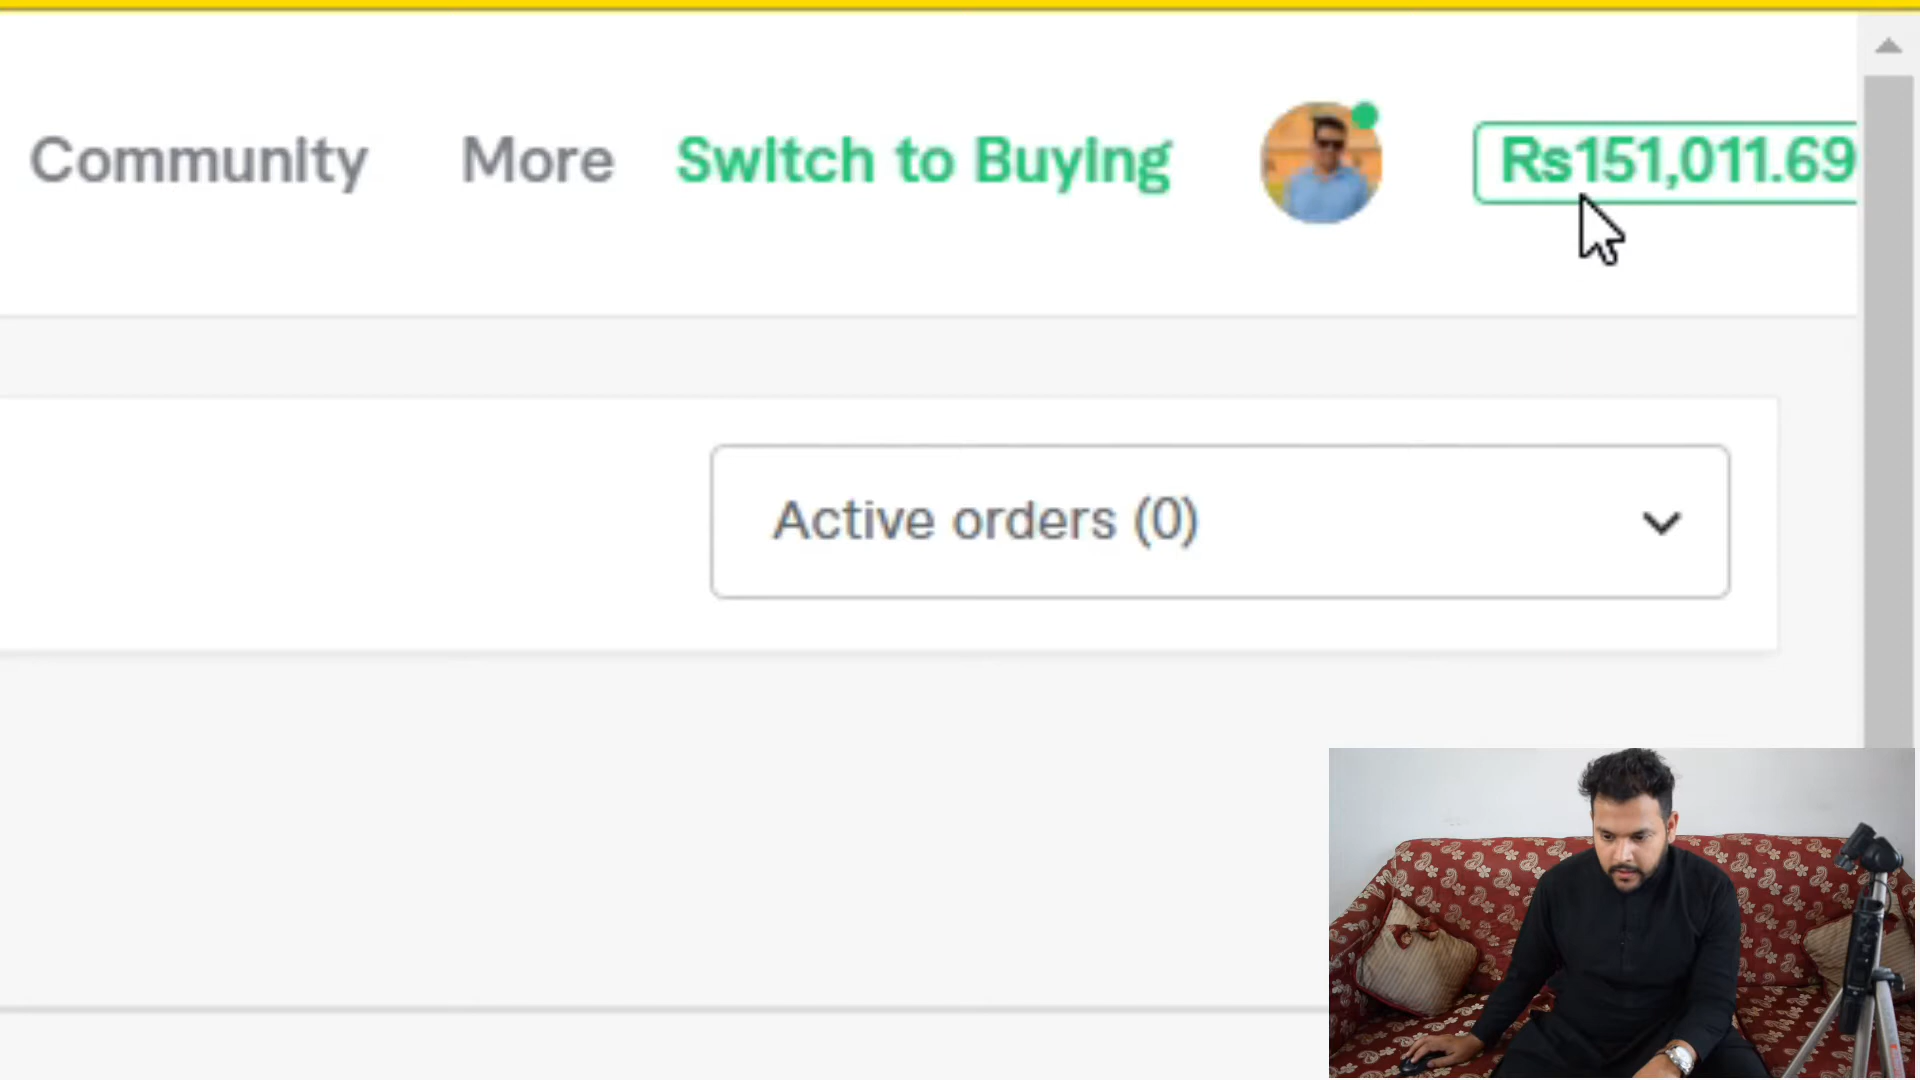 Community More Switch to Buying Rs151,011.69
Active orders (0)